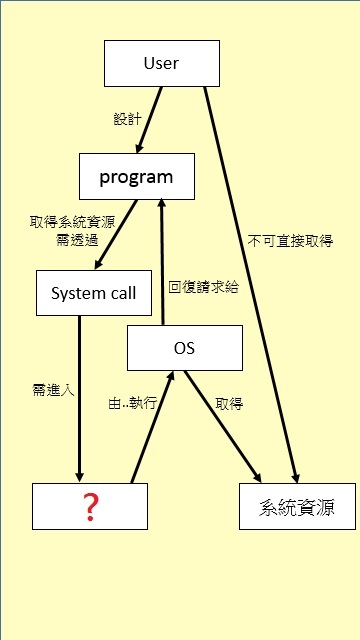 User
設計
program
取得系統資源
需透過
不可直接取得
System call
回復請求給
OS
需進入
由..執行
取得
?
系統資源